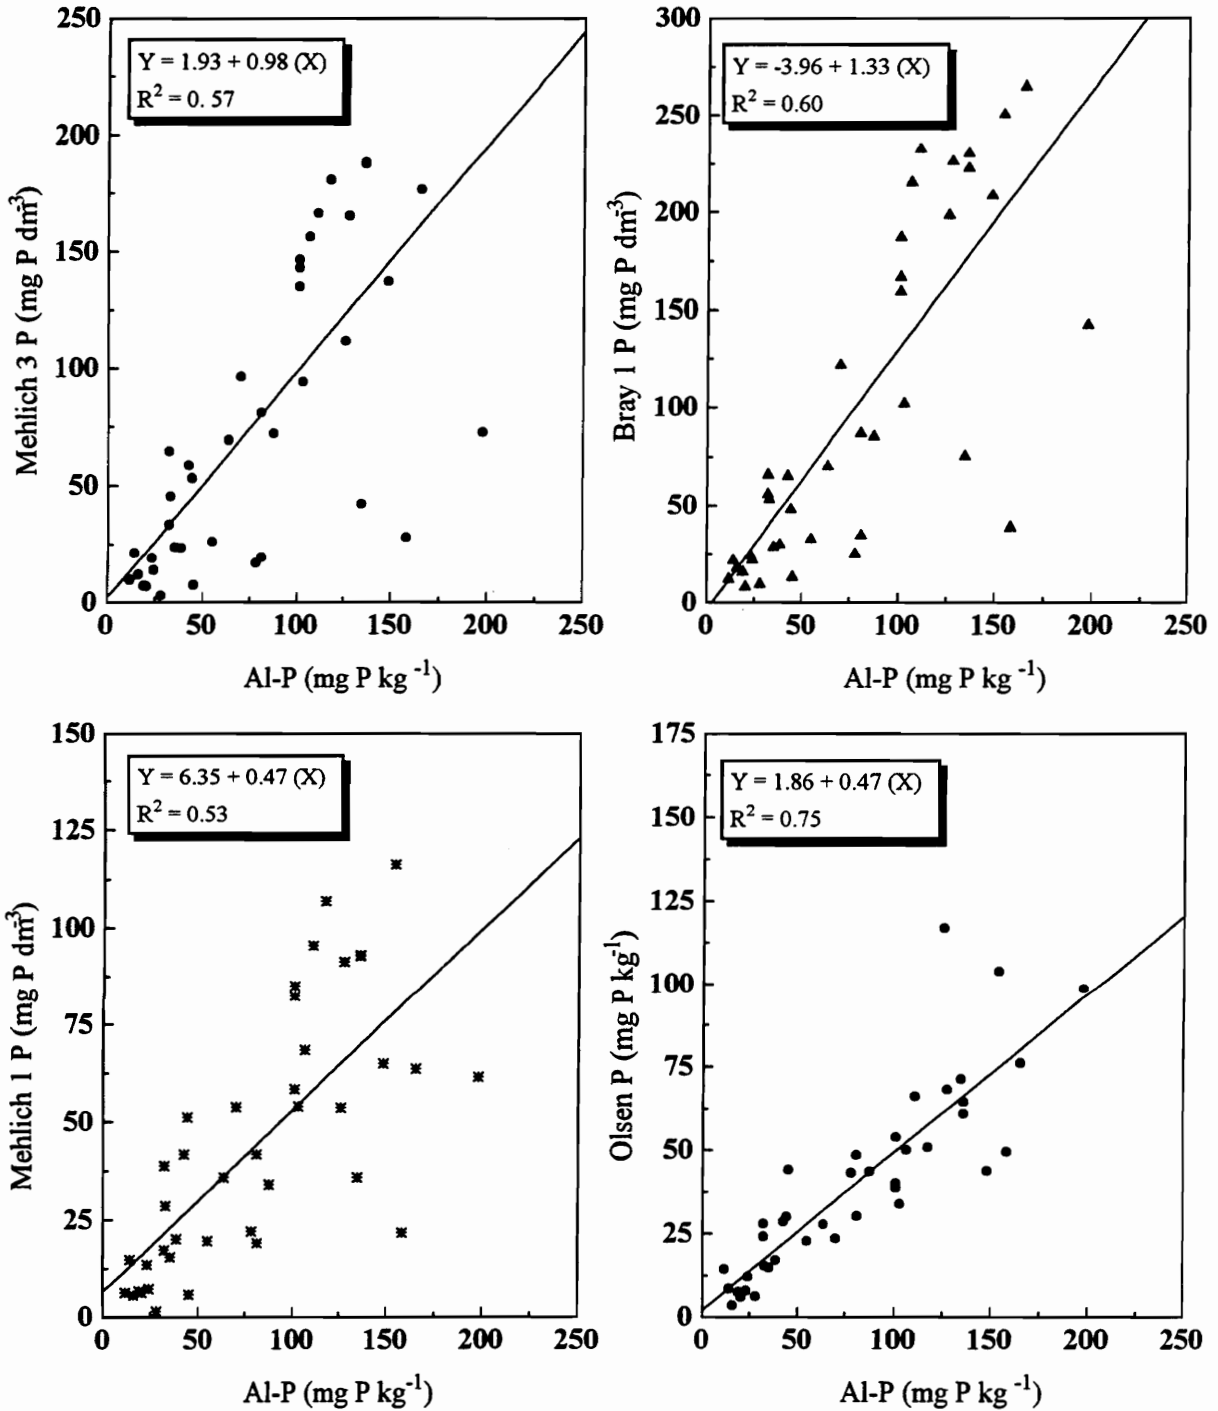 250
200
150
100
50
0
Mehlich 3 P (mg P dm⁻³)
Y = 1.93 + 0.98 (X)
R² = 0. 57
0 50 100 150 200 250
Al-P (mg P kg ⁻¹)
300
250
200
150
100
50
0
Bray 1 P (mg P dm⁻³)
Y = -3.96 + 1.33 (X)
R² = 0.60
0 50 100 150 200 250
Al-P (mg P kg ⁻¹)
150
125
100
75
50
25
0
Mehlich 1 P (mg P dm⁻³)
Y = 6.35 + 0.47 (X)
R² = 0.53
0 50 100 150 200 250
Al-P (mg P kg ⁻¹)
175
150
125
100
75
50
25
0
Olsen P (mg P kg⁻¹)
Y = 1.86 + 0.47 (X)
R² = 0.75
0 50 100 150 200 250
Al-P (mg P kg ⁻¹)